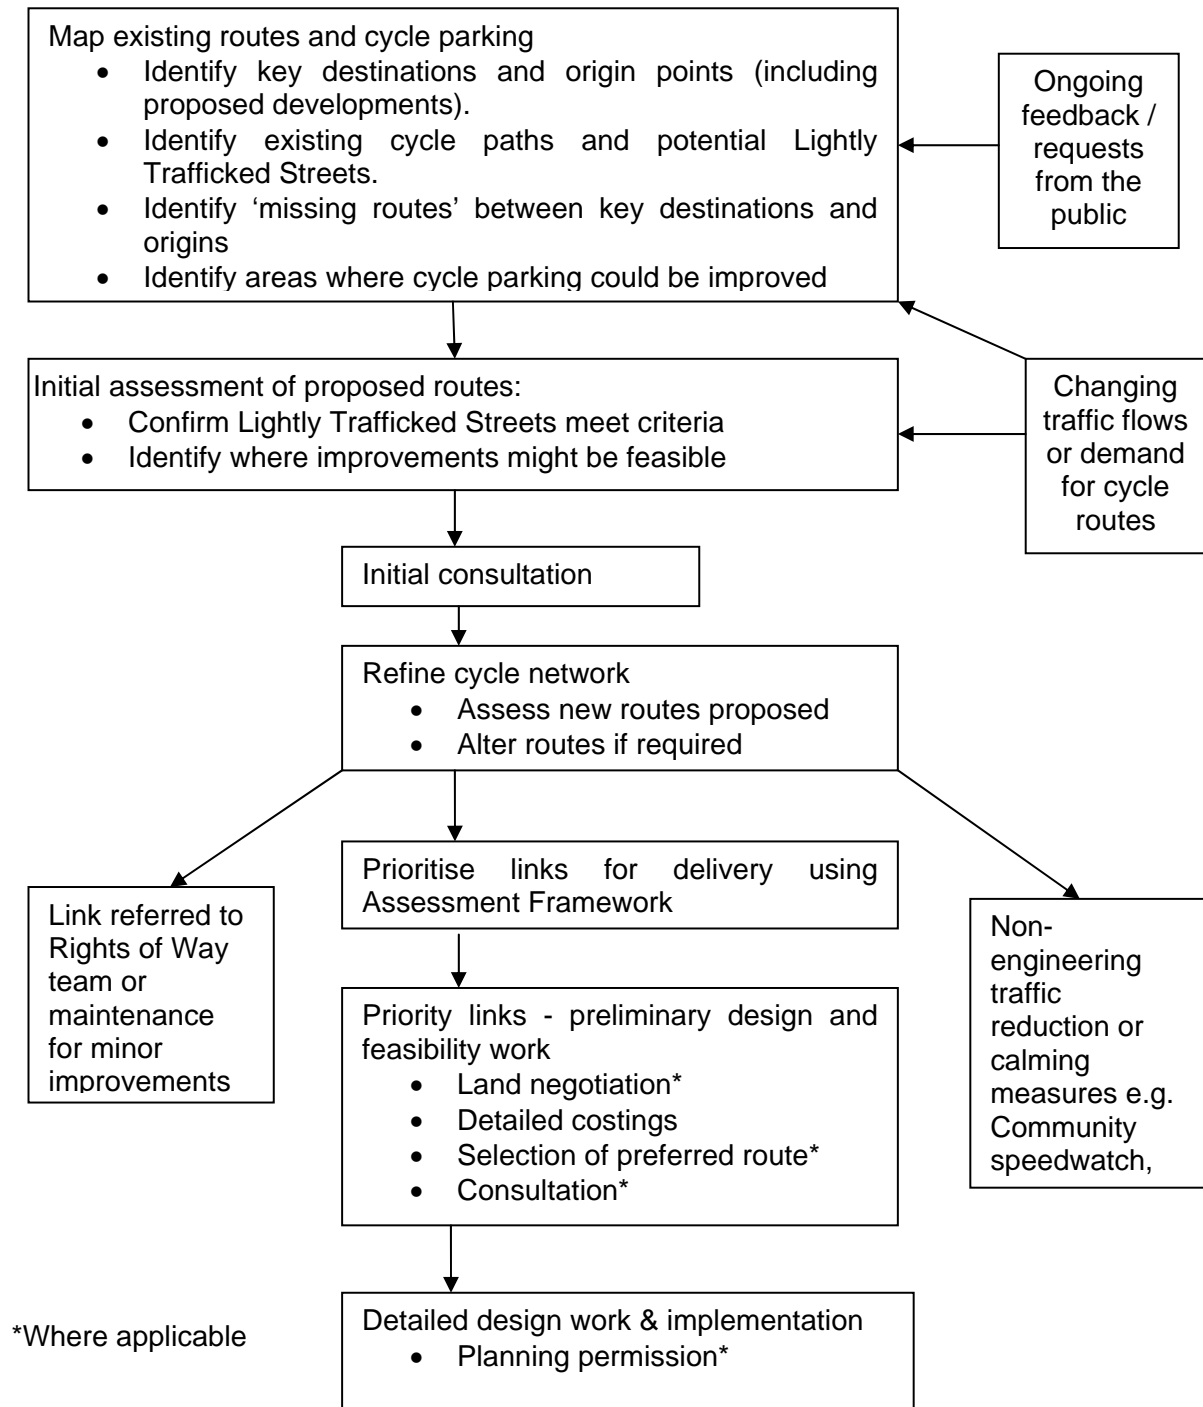 Map existing routes and cycle parking
• Identify key destinations and origin points (including
proposed developments).
• Identify existing cycle paths and potential Lightly
Trafficked Streets.
• Identify ‘missing routes’ between key destinations and
origins
• Identify areas where cycle parking could be improved
Ongoing
feedback /
requests
from the
public
Initial assessment of proposed routes:
• Confirm Lightly Trafficked Streets meet criteria
• Identify where improvements might be feasible
Changing
traffic flows
or demand
for cycle
routes
Initial consultation
Refine cycle network
• Assess new routes proposed
• Alter routes if required
Prioritise links for delivery using
Assessment Framework
Link referred to
Rights of Way
team or
maintenance
for minor
improvements
Non-
engineering
traffic
reduction or
calming
measures e.g.
Community
speedwatch,
Priority links - preliminary design and
feasibility work
• Land negotiation*
• Detailed costings
• Selection of preferred route*
• Consultation*
Detailed design work & implementation
• Planning permission*
*Where applicable